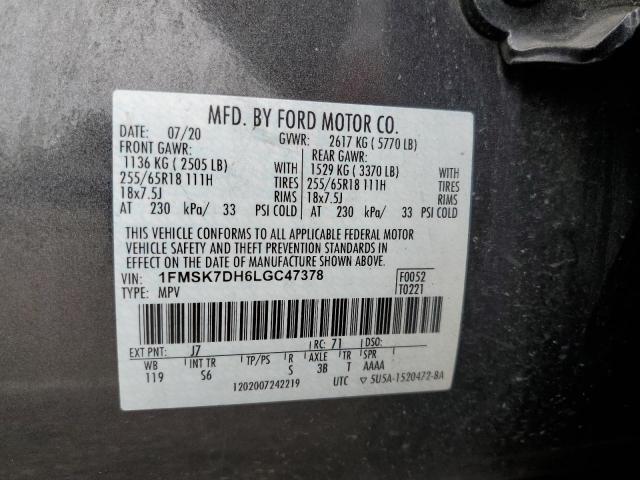 MFD. BY FORD MOTOR CO.
DATE: 07/20 GVWR: 2617 KG ( 5770 LB)
FRONT GAWR: REAR GAWR:
1136 KG ( 2505 LB) WITH 1529 KG ( 3370 LB) WITH
255/65R18 111H TIRES 255/65R18 111H TIRES
18x7.5J RIMS 18x7.5J RIMS
AT 230 kPa/ 33 PSI COLD AT 230 kPa/ 33 PSI COLD
THIS VEHICLE CONFORMS TO ALL APPLICABLE FEDERAL MOTOR
VEHICLE SAFETY AND THEFT PREVENTION STANDARDS IN
EFFECT ON THE DATE OF MANUFACTURE SHOWN ABOVE.
VIN: 1FMSK7DH6LGC47378 F0052
TYPE: MPV T0221
EXT PNT: J7 RC: 71 DSO:
WB INT TR TP/PS R AXLE TR SPR
119 S6 S 3B T AAAA
1202007242219 UTC ▽ 5U5A-1520472-8A